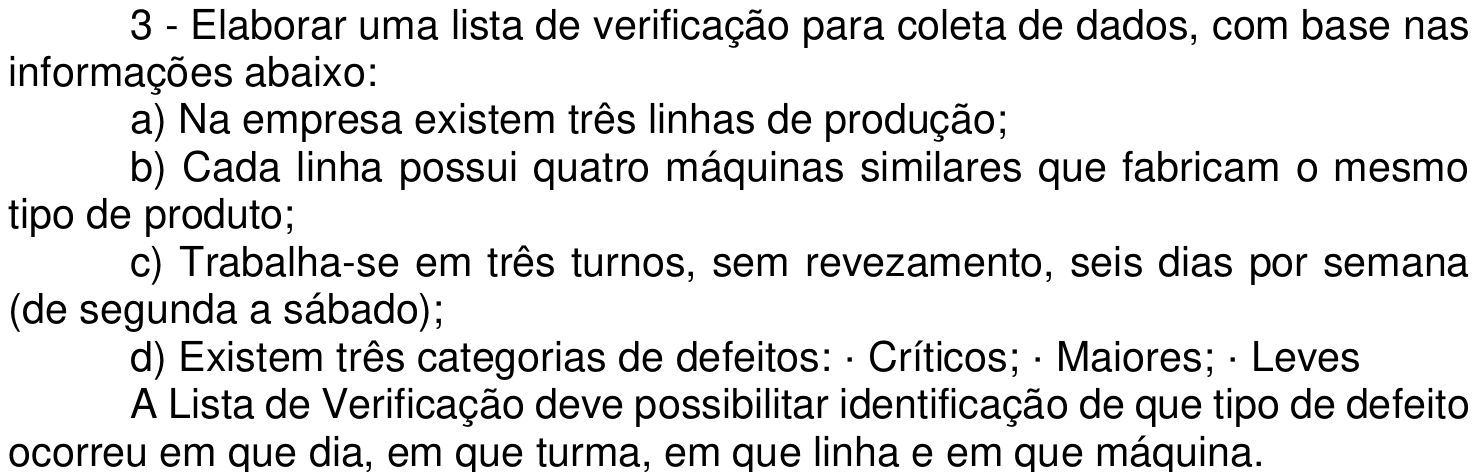 3 - Elaborar uma lista de verificação para coleta de dados, com base nas
informações abaixo:
a) Na empresa existem três linhas de produção;
b) Cada linha possui quatro máquinas similares que fabricam o mesmo
tipo de produto;
c) Trabalha-se em três turnos, sem revezamento, seis dias por semana
(de segunda a sábado);
d) Existem três categorias de defeitos: · Críticos; · Maiores; · Leves
A Lista de Verificação deve possibilitar identificação de que tipo de defeito
ocorreu em que dia, em que turma, em que linha e em que máquina.